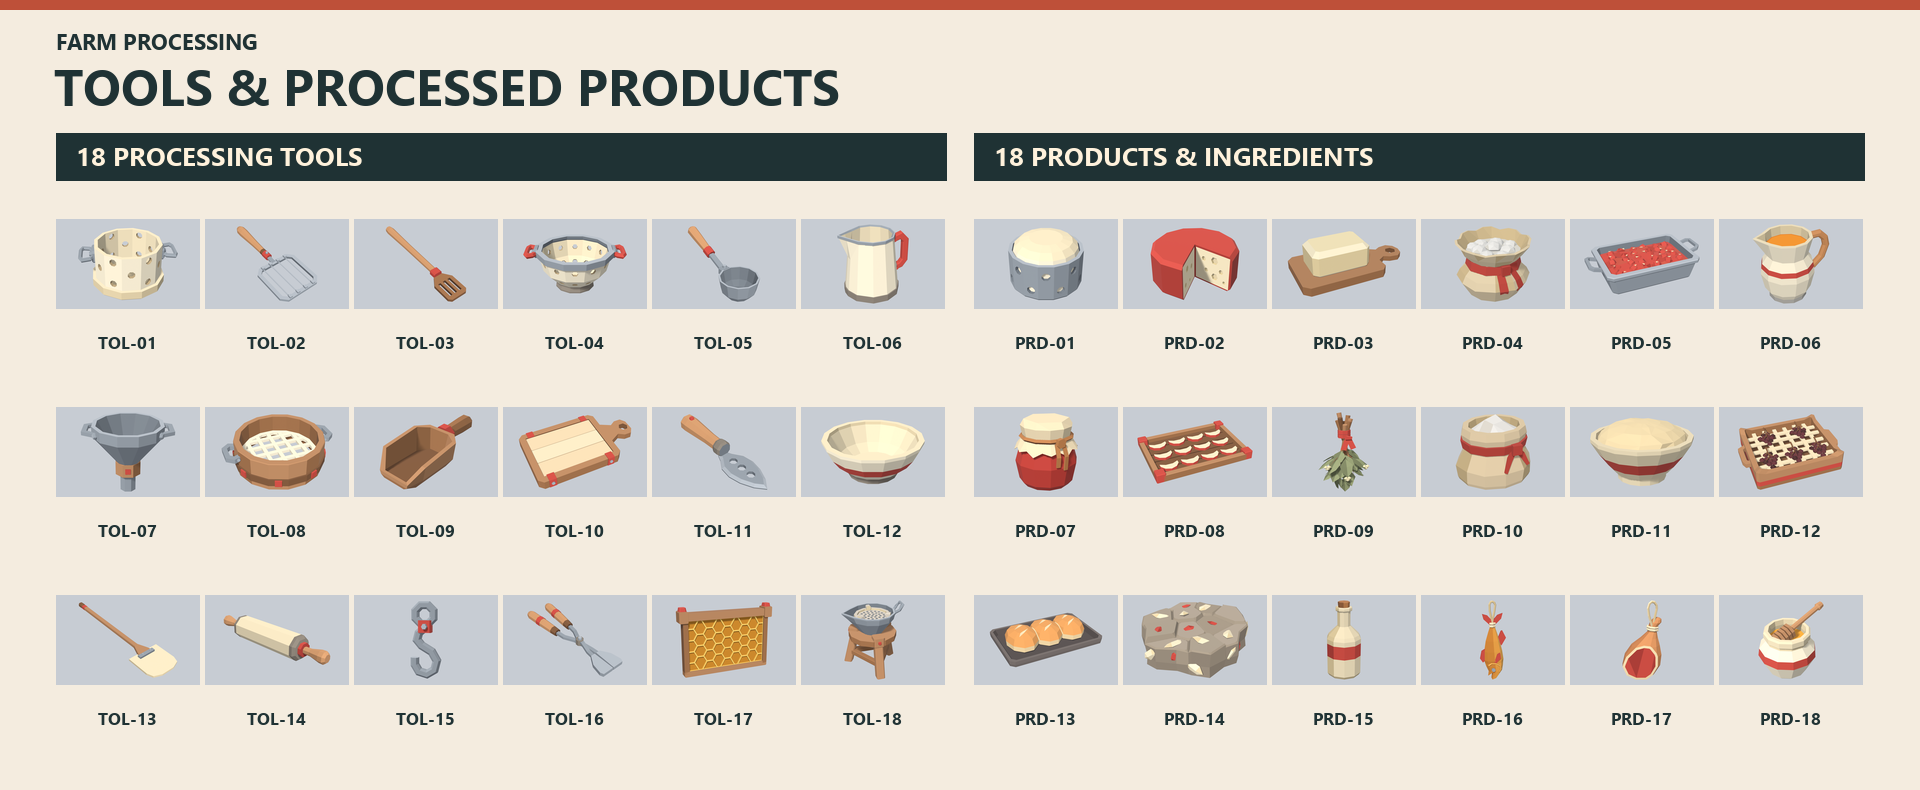 FARM PROCESSING
TOOLS & PROCESSED PRODUCTS
18 PROCESSING TOOLS
TOL-01 TOL-02 TOL-03 TOL-04 TOL-05 TOL-06
TOL-07 TOL-08 TOL-09 TOL-10 TOL-11 TOL-12
TOL-13 TOL-14 TOL-15 TOL-16 TOL-17 TOL-18
18 PRODUCTS & INGREDIENTS
PRD-01 PRD-02 PRD-03 PRD-04 PRD-05 PRD-06
PRD-07 PRD-08 PRD-09 PRD-10 PRD-11 PRD-12
PRD-13 PRD-14 PRD-15 PRD-16 PRD-17 PRD-18